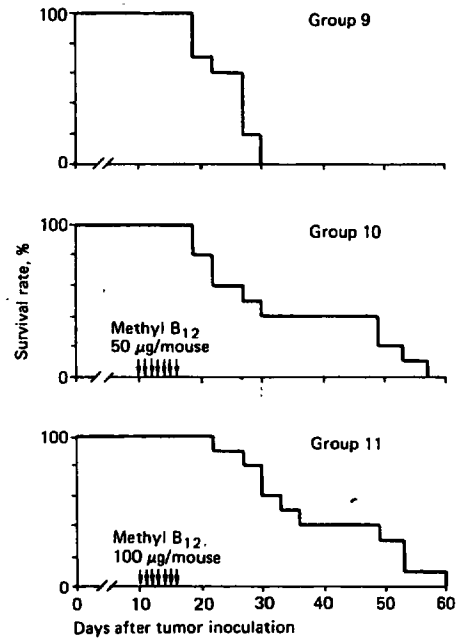 Group 9
100
0
Group 10
100
Methyl B12
50 μg/mouse
0
Survival rate, %
Group 11
100
Methyl B12.
100 μg/mouse
0
0 10 20 30 40 50 60
Days after tumor inoculation